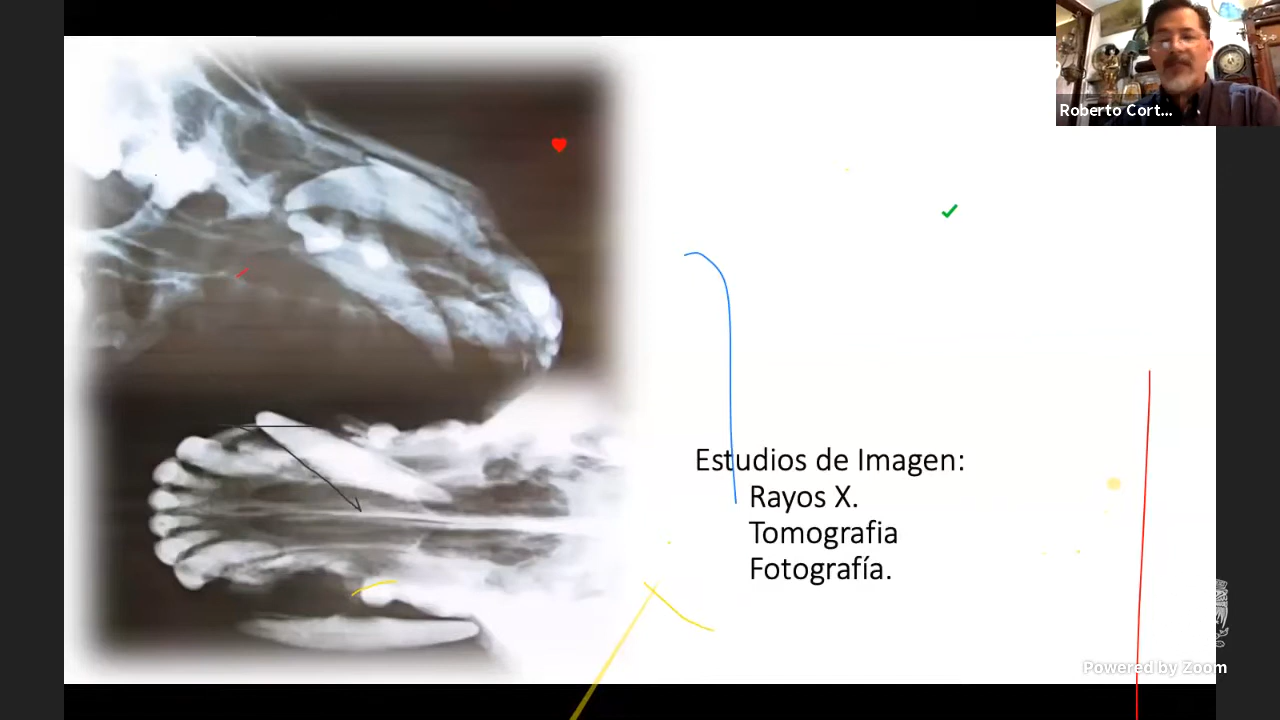 Roberto Cort...
Estudios de Imagen:
Rayos X.
Tomografia
Fotografía.
Powered by Zoom